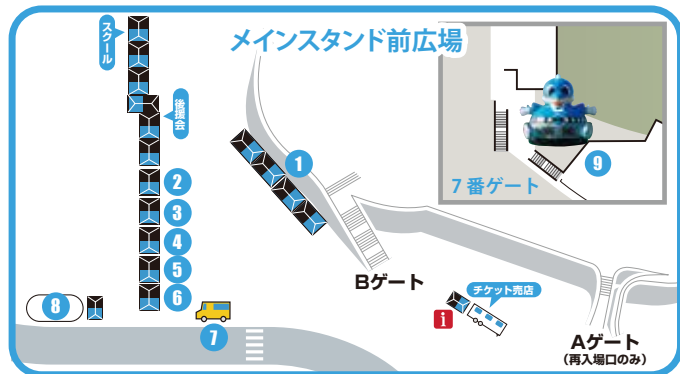 メインスタンド前広場
スクール
後援会
1
2
3
4
5
6
7
8
9
7番ゲート
Bゲート
チケット売店
i
Aゲート
(再入場口のみ)